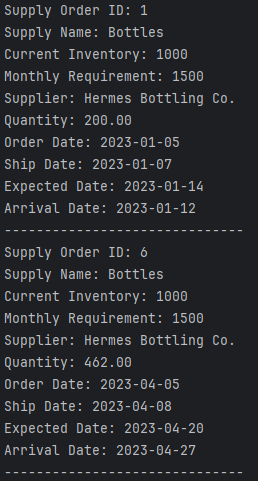 Supply Order ID: 1
Supply Name: Bottles
Current Inventory: 1000
Monthly Requirement: 1500
Supplier: Hermes Bottling Co.
Quantity: 200.00
Order Date: 2023-01-05
Ship Date: 2023-01-07
Expected Date: 2023-01-14
Arrival Date: 2023-01-12
------------------------------
Supply Order ID: 6
Supply Name: Bottles
Current Inventory: 1000
Monthly Requirement: 1500
Supplier: Hermes Bottling Co.
Quantity: 462.00
Order Date: 2023-04-05
Ship Date: 2023-04-08
Expected Date: 2023-04-20
Arrival Date: 2023-04-27
------------------------------